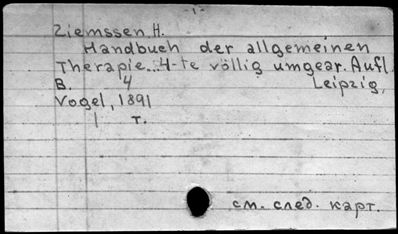 - 1 -
Ziemssen H.
Handbuch der allgemeinen
Therapie... 4-te völlig umgear. Aufl.
B. 4 Leipzig,
Vogel, 1891
1 т.
см. след. карт.